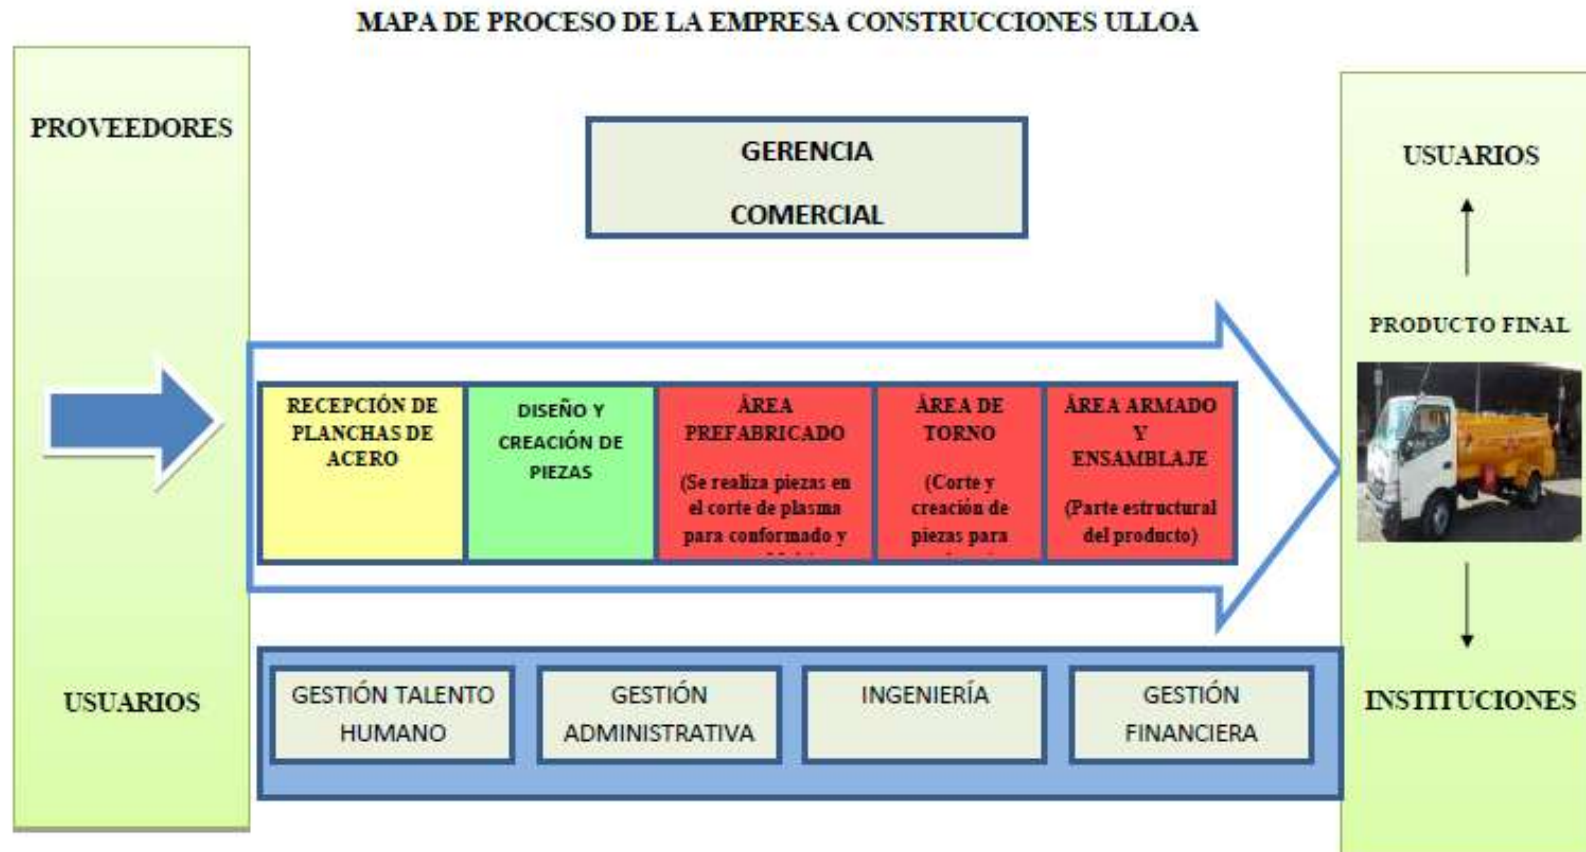 MAPA DE PROCESO DE LA EMPRESA CONSTRUCCIONES ULLOA
PROVEEDORES
USUARIOS
GERENCIA
COMERCIAL
RECEPCIÓN DE
PLANCHAS DE
ACERO
DISEÑO Y
CREACIÓN DE
PIEZAS
ÁREA
PREFABRICADO
(Se realiza piezas en
el corte de plasma
para conformado y
ÁREA DE
TORNO
(Corte y
creación de
piezas para
ÁREA ARMADO
Y
ENSAMBLAJE
(Parte estructural
del producto)
GESTIÓN TALENTO
HUMANO
GESTIÓN
ADMINISTRATIVA
INGENIERÍA
GESTIÓN
FINANCIERA
USUARIOS
PRODUCTO FINAL
INSTITUCIONES